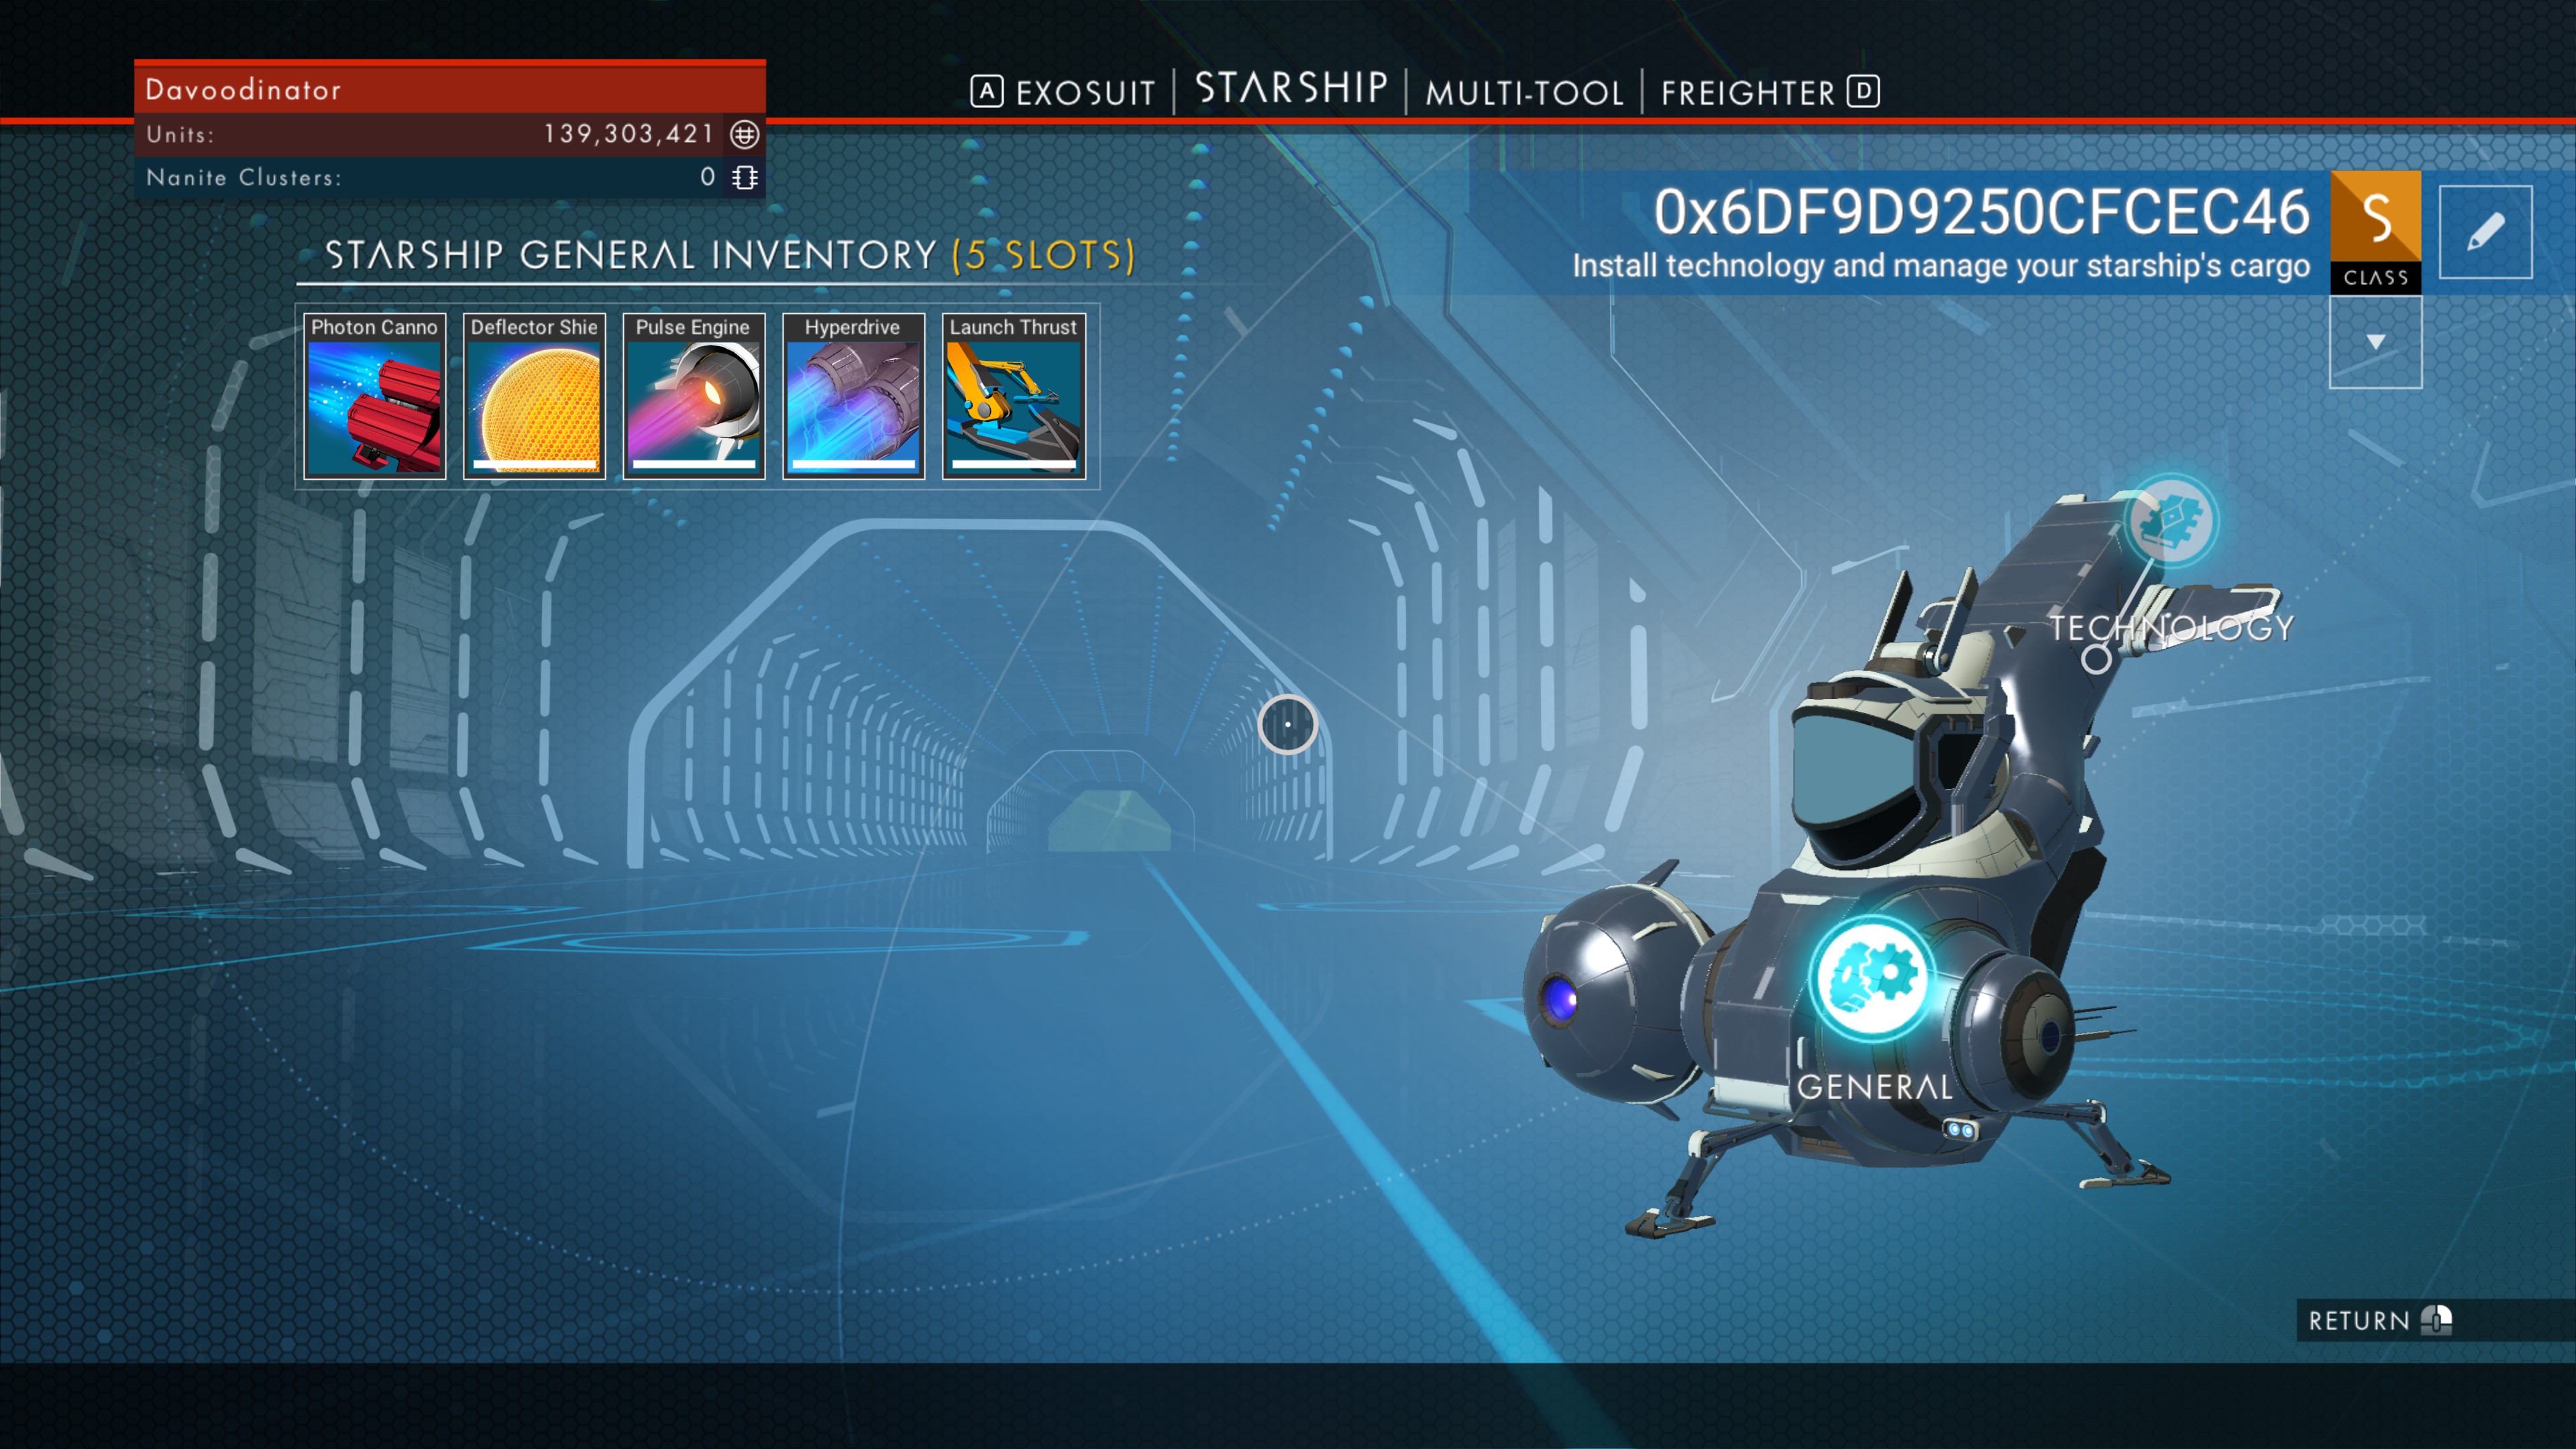 Davoodinator
Units: 139,303,421
Nanite Clusters: 0
A EXOSUIT STARSHIP MULTI-TOOL FREIGHTER D
0x6DF9D9250CFCEC46
Install technology and manage your starship's cargo
S
CLASS
STARSHIP GENERAL INVENTORY (5 SLOTS)
Photon Canno Deflector Shie Pulse Engine Hyperdrive Launch Thrust
TECHNOLOGY
GENERAL
RETURN